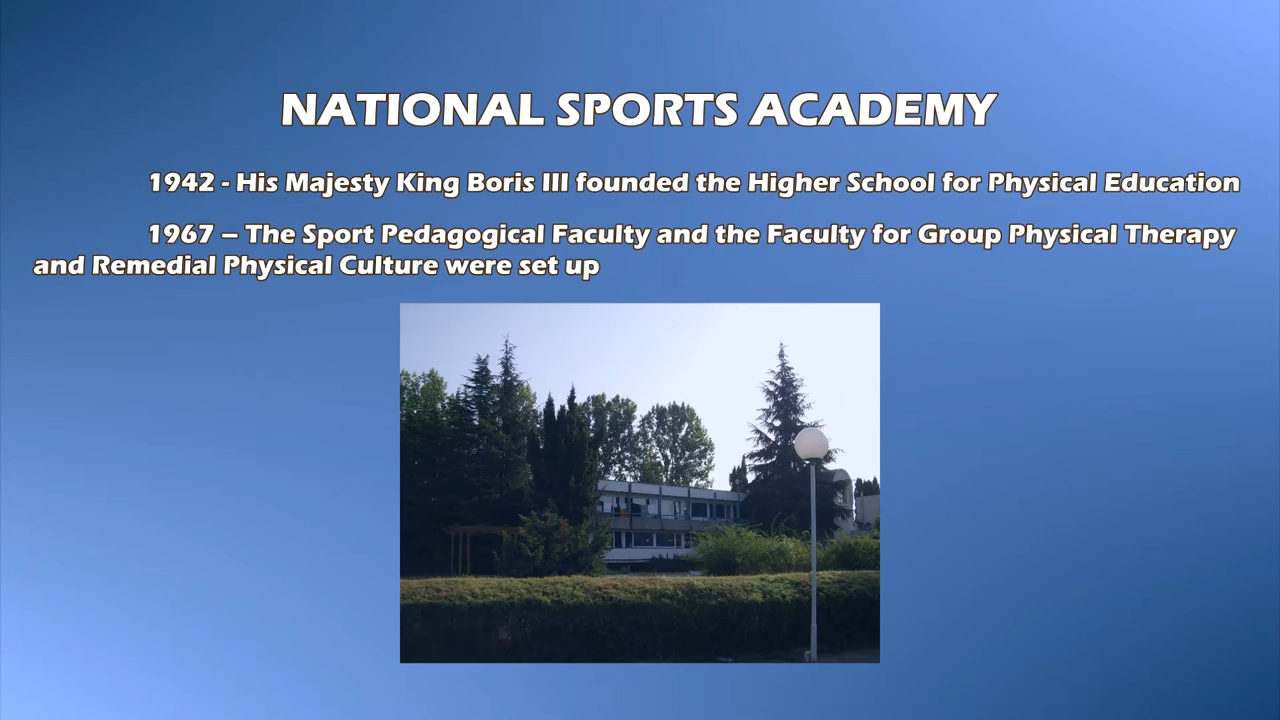 NATIONAL SPORTS ACADEMY
1942 - His Majesty King Boris III founded the Higher School for Physical Education
1967 – The Sport Pedagogical Faculty and the Faculty for Group Physical Therapy
and Remedial Physical Culture were set up